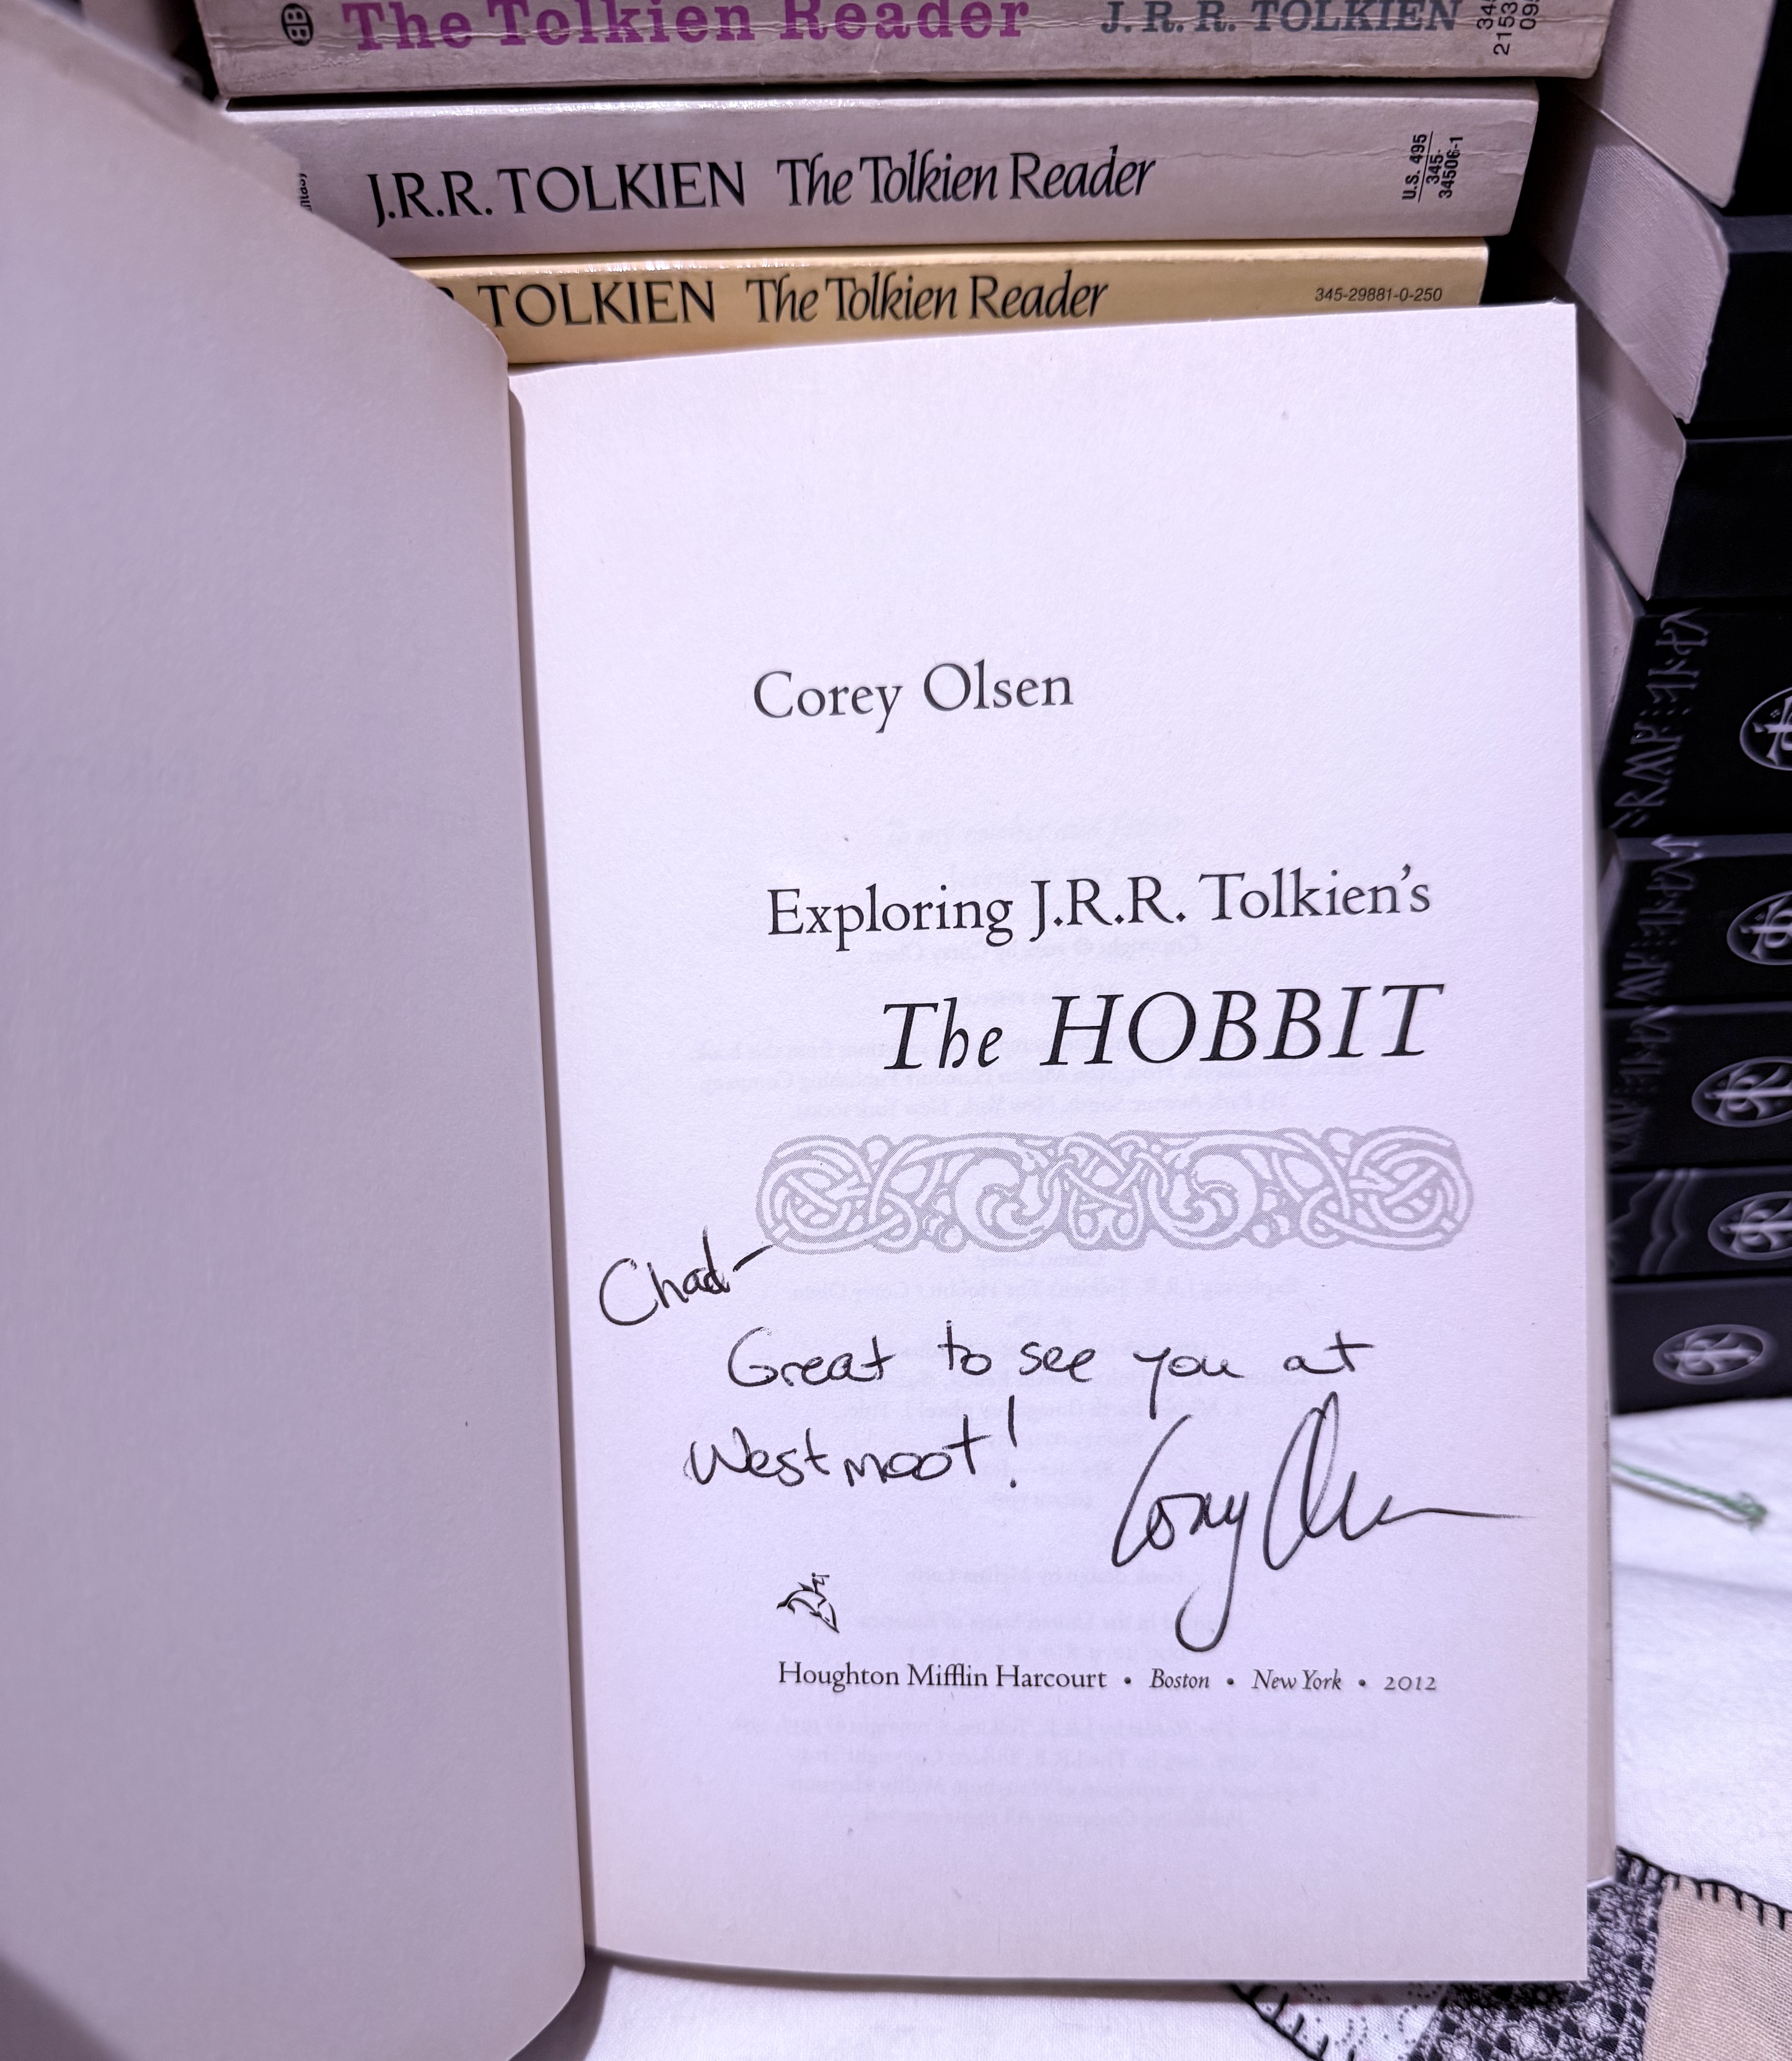 The Tolkien Reader J.R.R. TOLKIEN
J.R.R. TOLKIEN The Tolkien Reader
U.S. 495
345-
34506-1
TOLKIEN The Tolkien Reader 345-29881-0-250
Corey Olsen
Exploring J.R.R. Tolkien's
The HOBBIT
Chad—
Great to see you at
Westmoot!
Corey Olsen
Houghton Mifflin Harcourt • Boston • New York • 2012